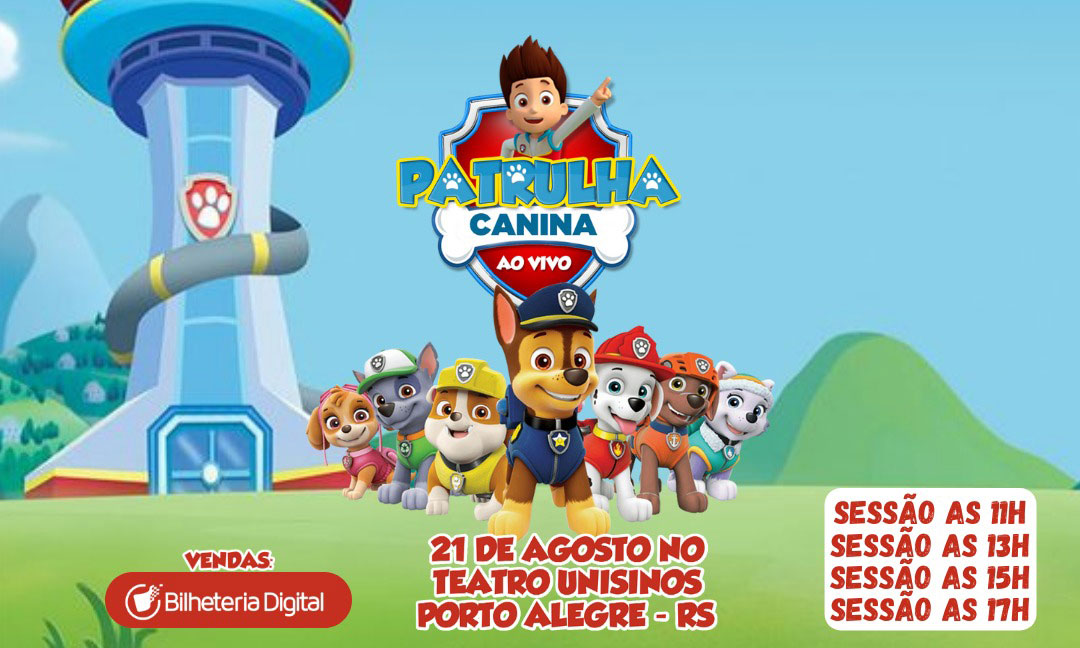 PATRULHA
CANINA
AO VIVO
VENDAS:
Bilheteria Digital
21 DE AGOSTO NO
TEATRO UNISINOS
PORTO ALEGRE - RS
SESSÃO AS 11H
SESSÃO AS 13H
SESSÃO AS 15H
SESSÃO AS 17H